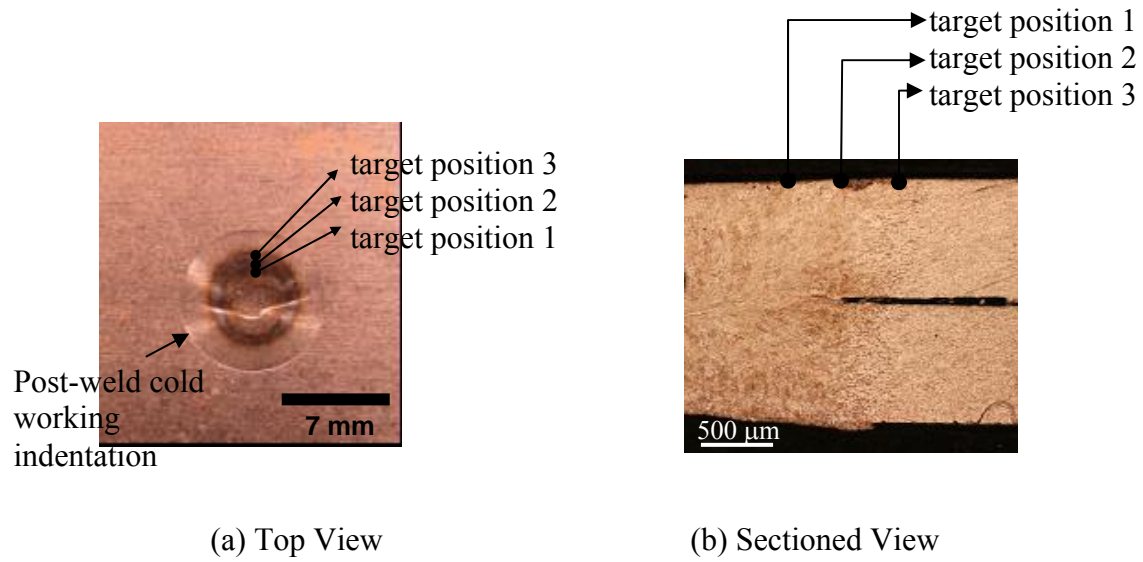 target position 1
target position 2
target position 3
target position 3
target position 2
target position 1
Post-weld cold
working
indentation
7 mm
500 μm
(a) Top View
(b) Sectioned View